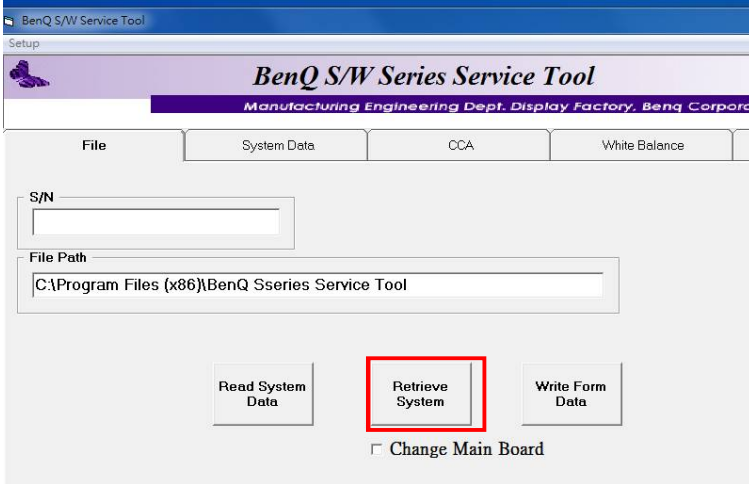 BenQ S/W Service Tool
Setup
BenQ S/W Series Service Tool
Manufacturing Engineering Dept. Display Factory, Benq Corpora
File System Data CCA White Balance
S/N
File Path
C:\Program Files (x86)\BenQ Sseries Service Tool
Read System Data
Retrieve System
Write Form Data
Change Main Board